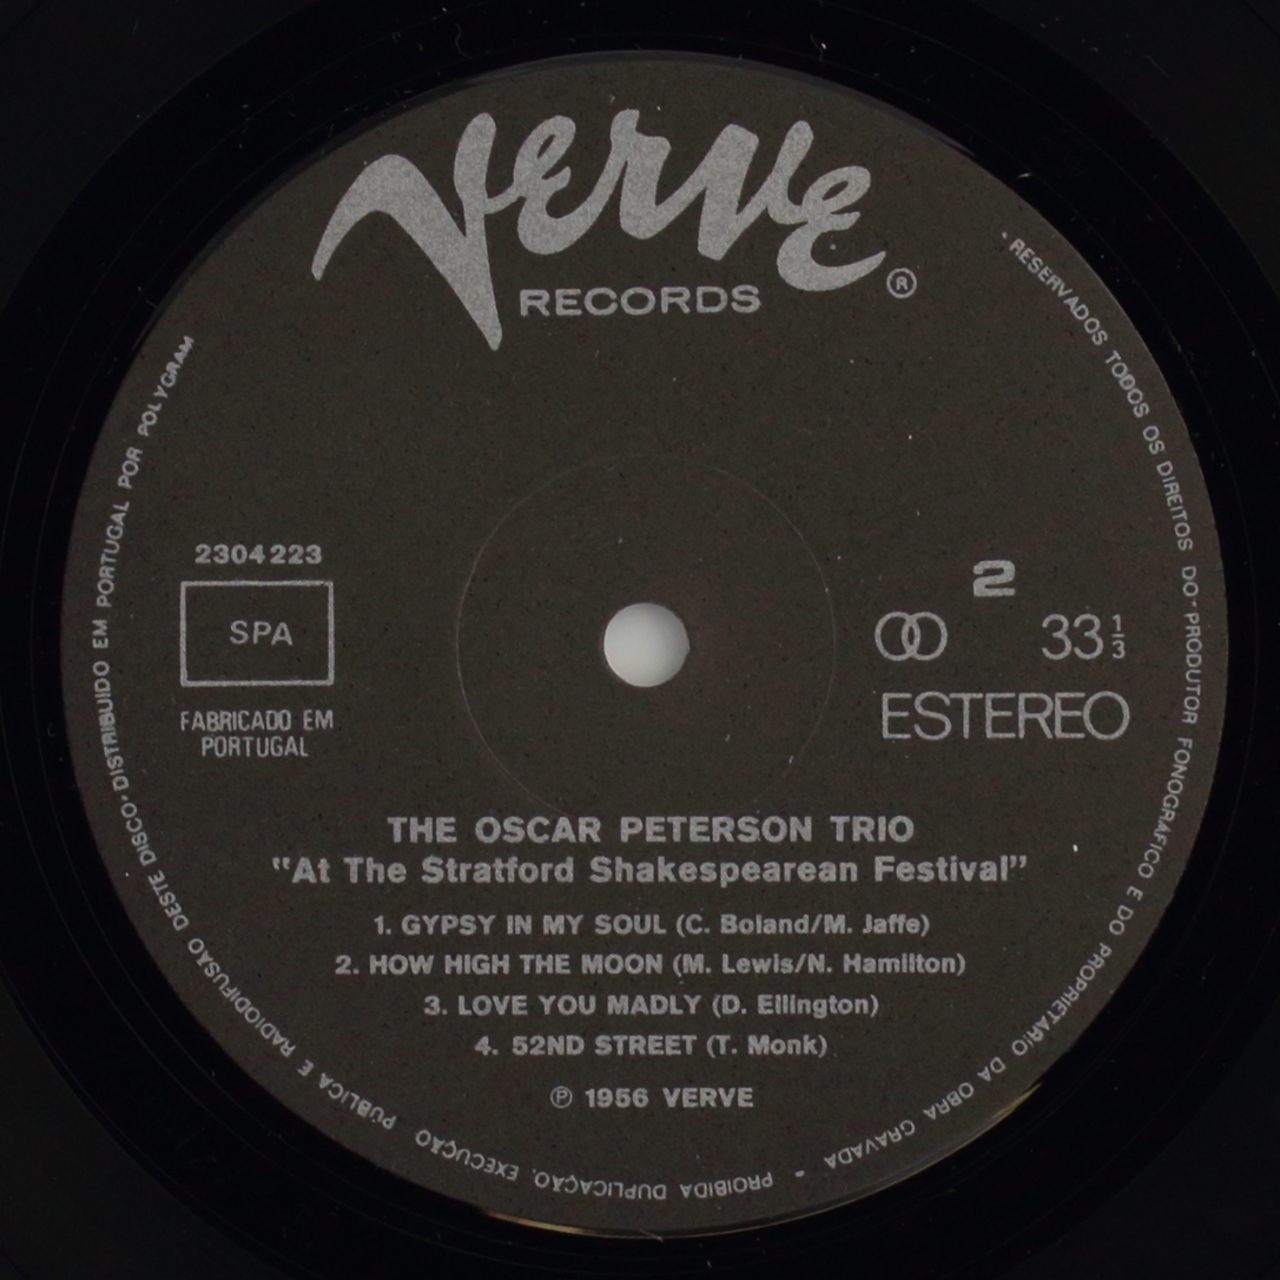 Verve
RECORDS
®
2304 223
SPA
FABRICADO EM
PORTUGAL
2
33 1/3
ESTEREO
THE OSCAR PETERSON TRIO
"At The Stratford Shakespearean Festival"
1. GYPSY IN MY SOUL (C. Boland/M. Jaffe)
2. HOW HIGH THE MOON (M. Lewis/N. Hamilton)
3. LOVE YOU MADLY (D. Ellington)
4. 52ND STREET (T. Monk)
℗ 1956 VERVE
• RESERVADOS TODOS OS DIREITOS DO PRODUTOR FONOGRAFICO E DO PROPRIETARIO DA OBRA GRAVADA • PROIBIDA DUPLICAÇÃO, EXECUÇÃO PÚBLICA E RADIODIFUSÃO DESTE DISCO • DISTRIBUIDO EM PORTUGAL POR POLYGRAM